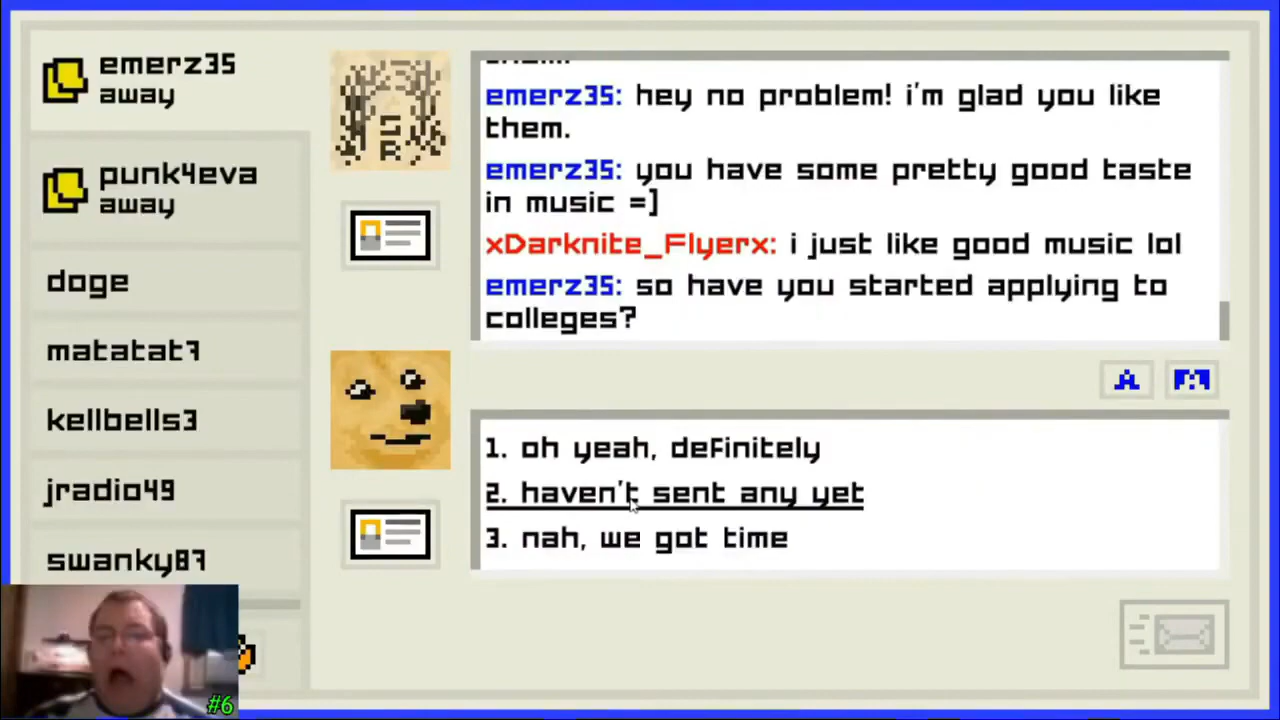 emerz35
away
punk4eva
away
doge
matatat7
kellbells3
jradio49
swanky87
SR
emerz35: hey no problem! i'm glad you like
them.
emerz35: you have some pretty good taste
in music =]
xDarknite_Flyerx: i just like good music lol
emerz35: so have you started applying to
colleges?
A
A
1. oh yeah, definitely
2. haven't sent any yet
3. nah, we got time
#6